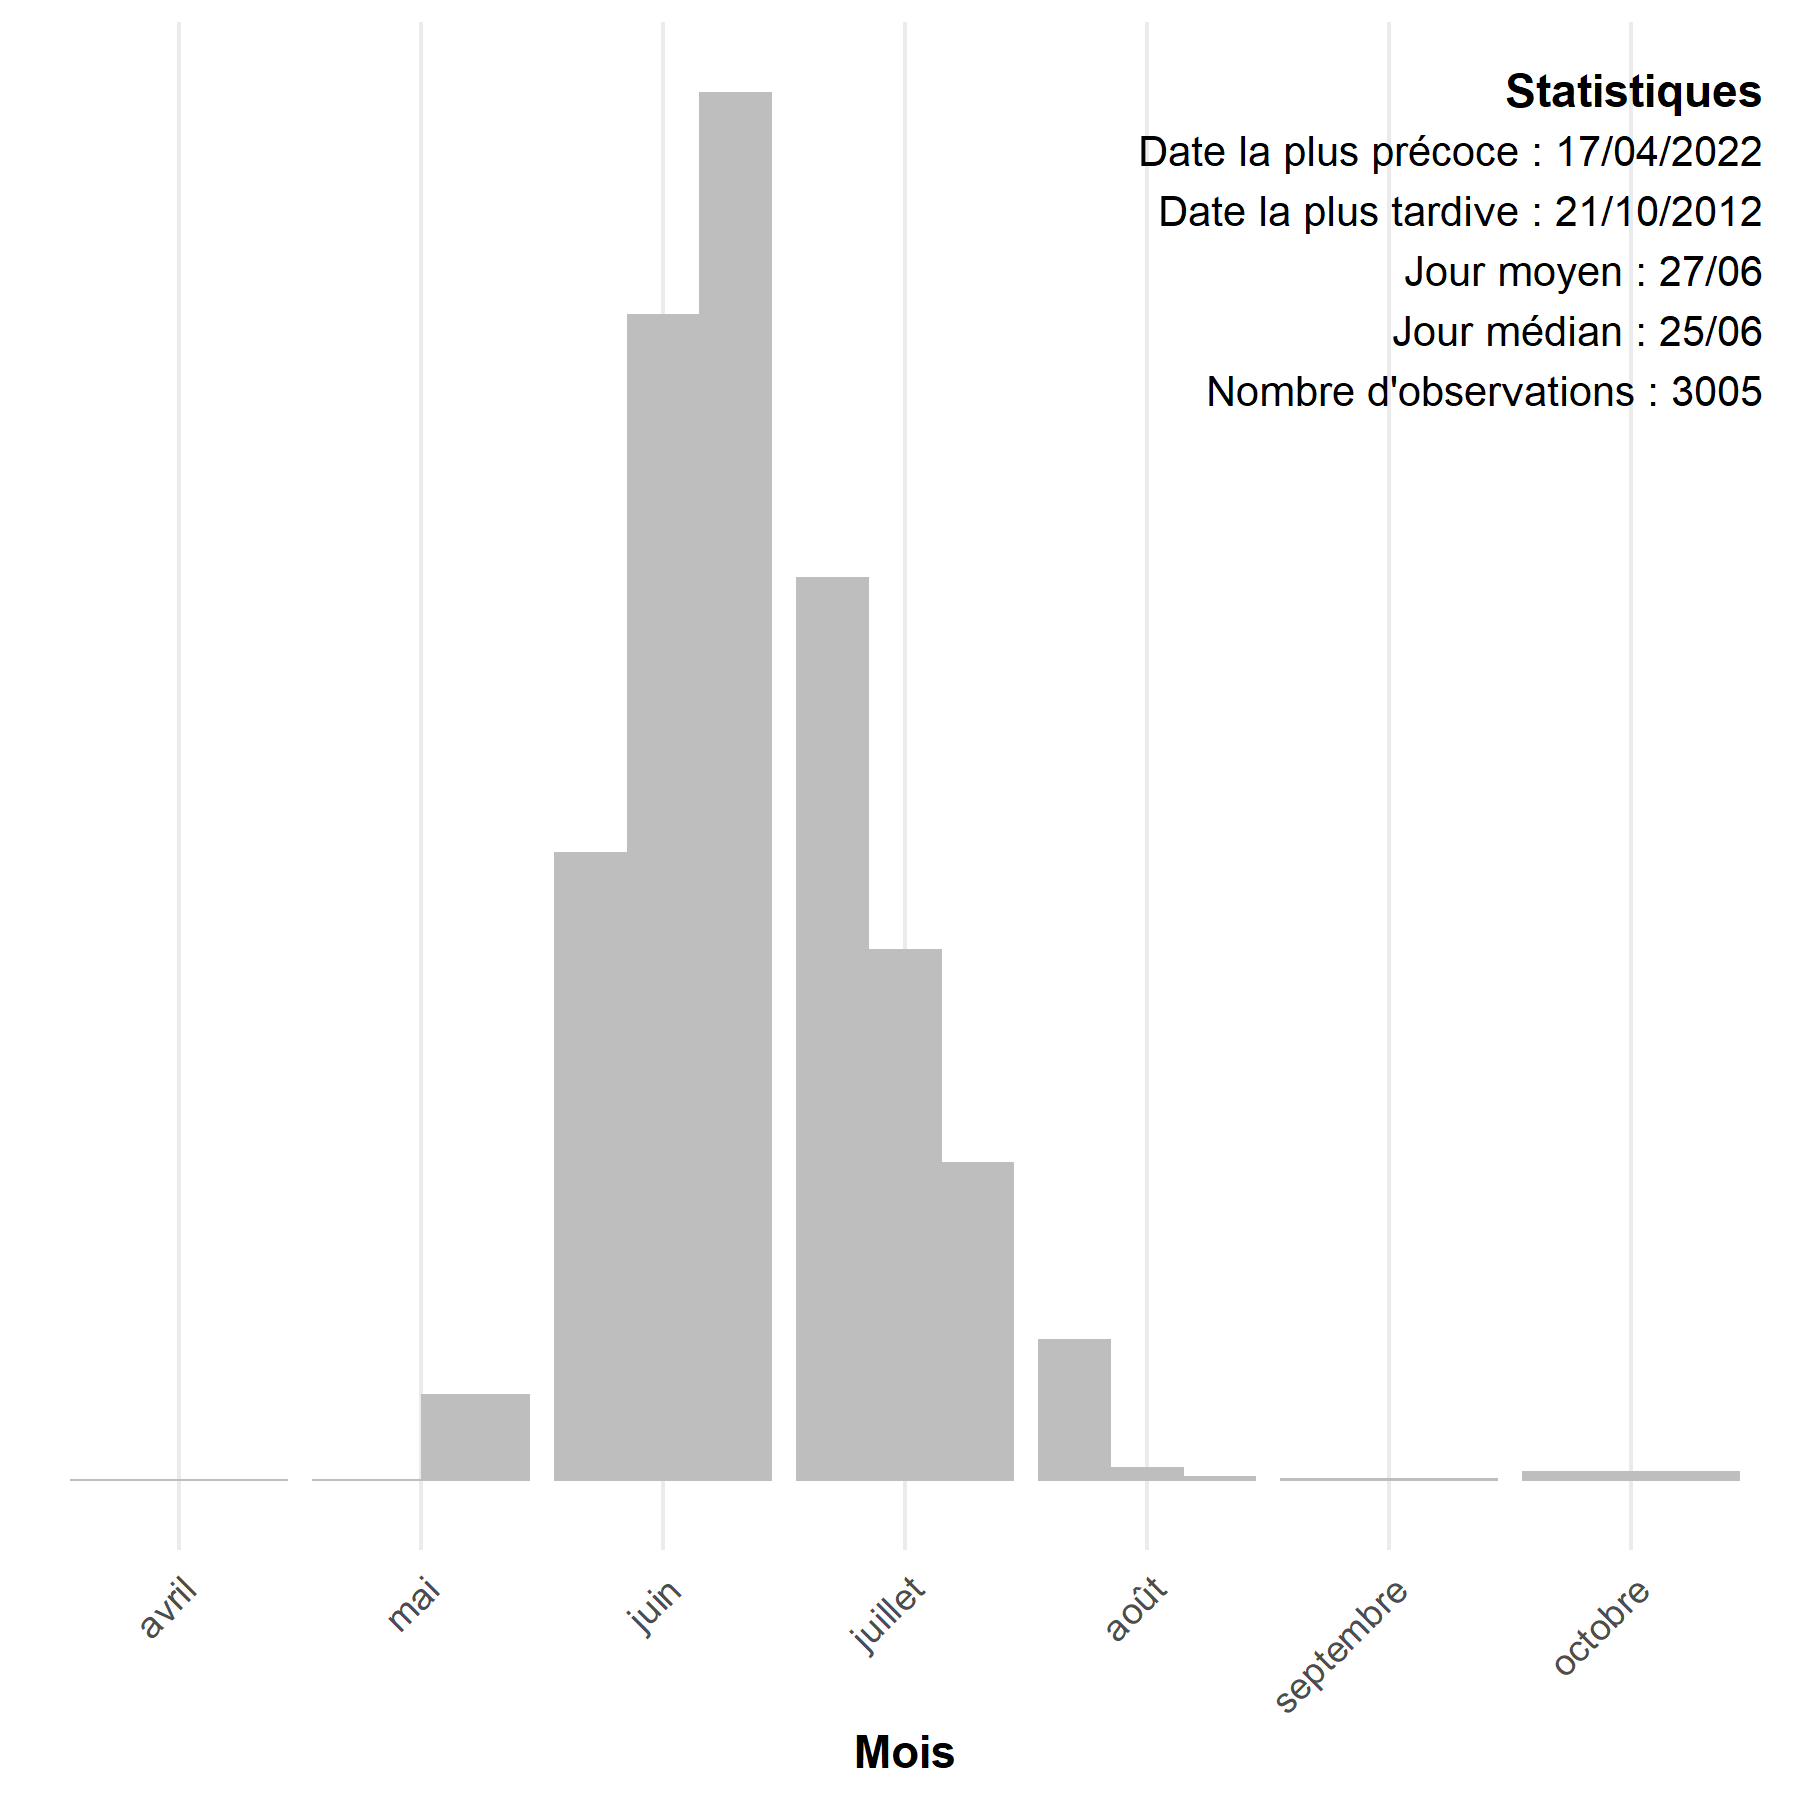 Statistiques
Date la plus précoce : 17/04/2022
Date la plus tardive : 21/10/2012
Jour moyen : 27/06
Jour médian : 25/06
Nombre d'observations : 3005
avril
mai
juin
juillet
août
septembre
octobre
Mois